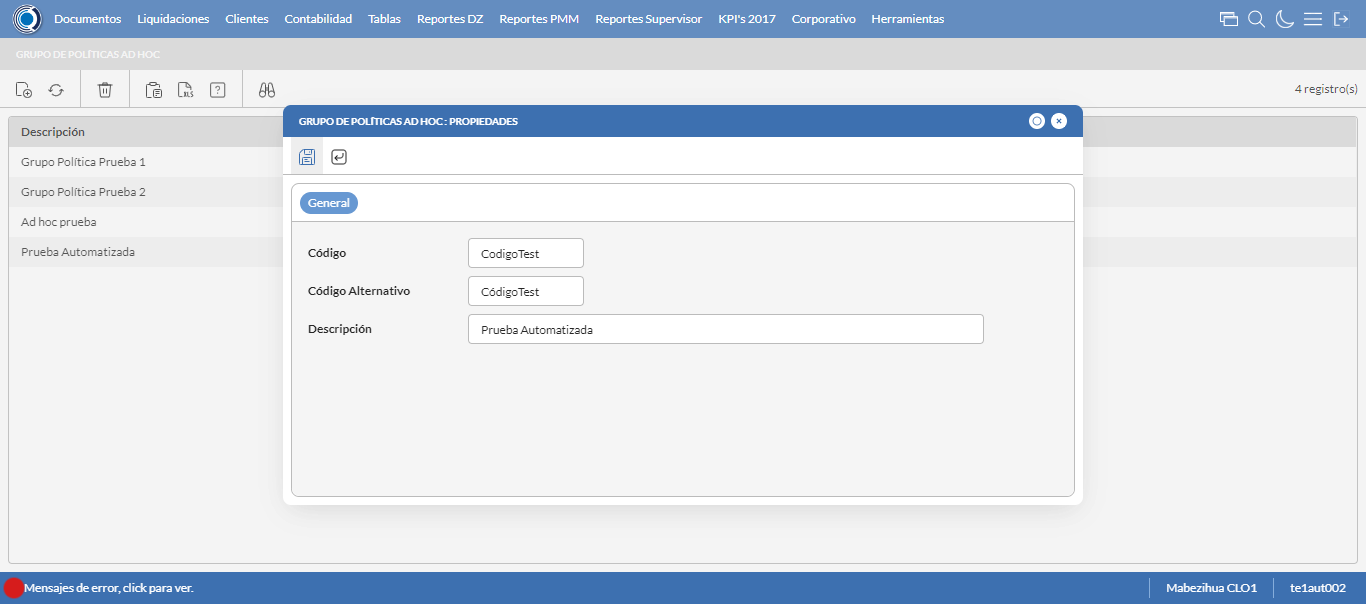 Documentos Liquidaciones Clientes Contabilidad Tablas Reportes DZ Reportes PMM Reportes Supervisor KPI's 2017 Corporativo Herramientas
GRUPO DE POLÍTICAS AD HOC
XLS ? 4 registro(s)
Descripción
Grupo Política Prueba 1
Grupo Política Prueba 2
Ad hoc prueba
Prueba Automatizada
GRUPO DE POLÍTICAS AD HOC : PROPIEDADES
General
Código CodigoTest
Código Alternativo CódigoTest
Descripción Prueba Automatizada
Mensajes de error, click para ver. Mabezihua CLO1 te1aut002